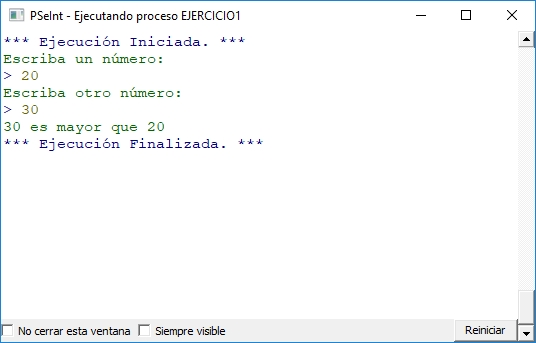 PSeInt - Ejecutando proceso EJERCICIO1
*** Ejecución Iniciada. ***
Escriba un número:
> 20
Escriba otro número:
> 30
30 es mayor que 20
*** Ejecución Finalizada. ***
No cerrar esta ventana Siempre visible Reiniciar